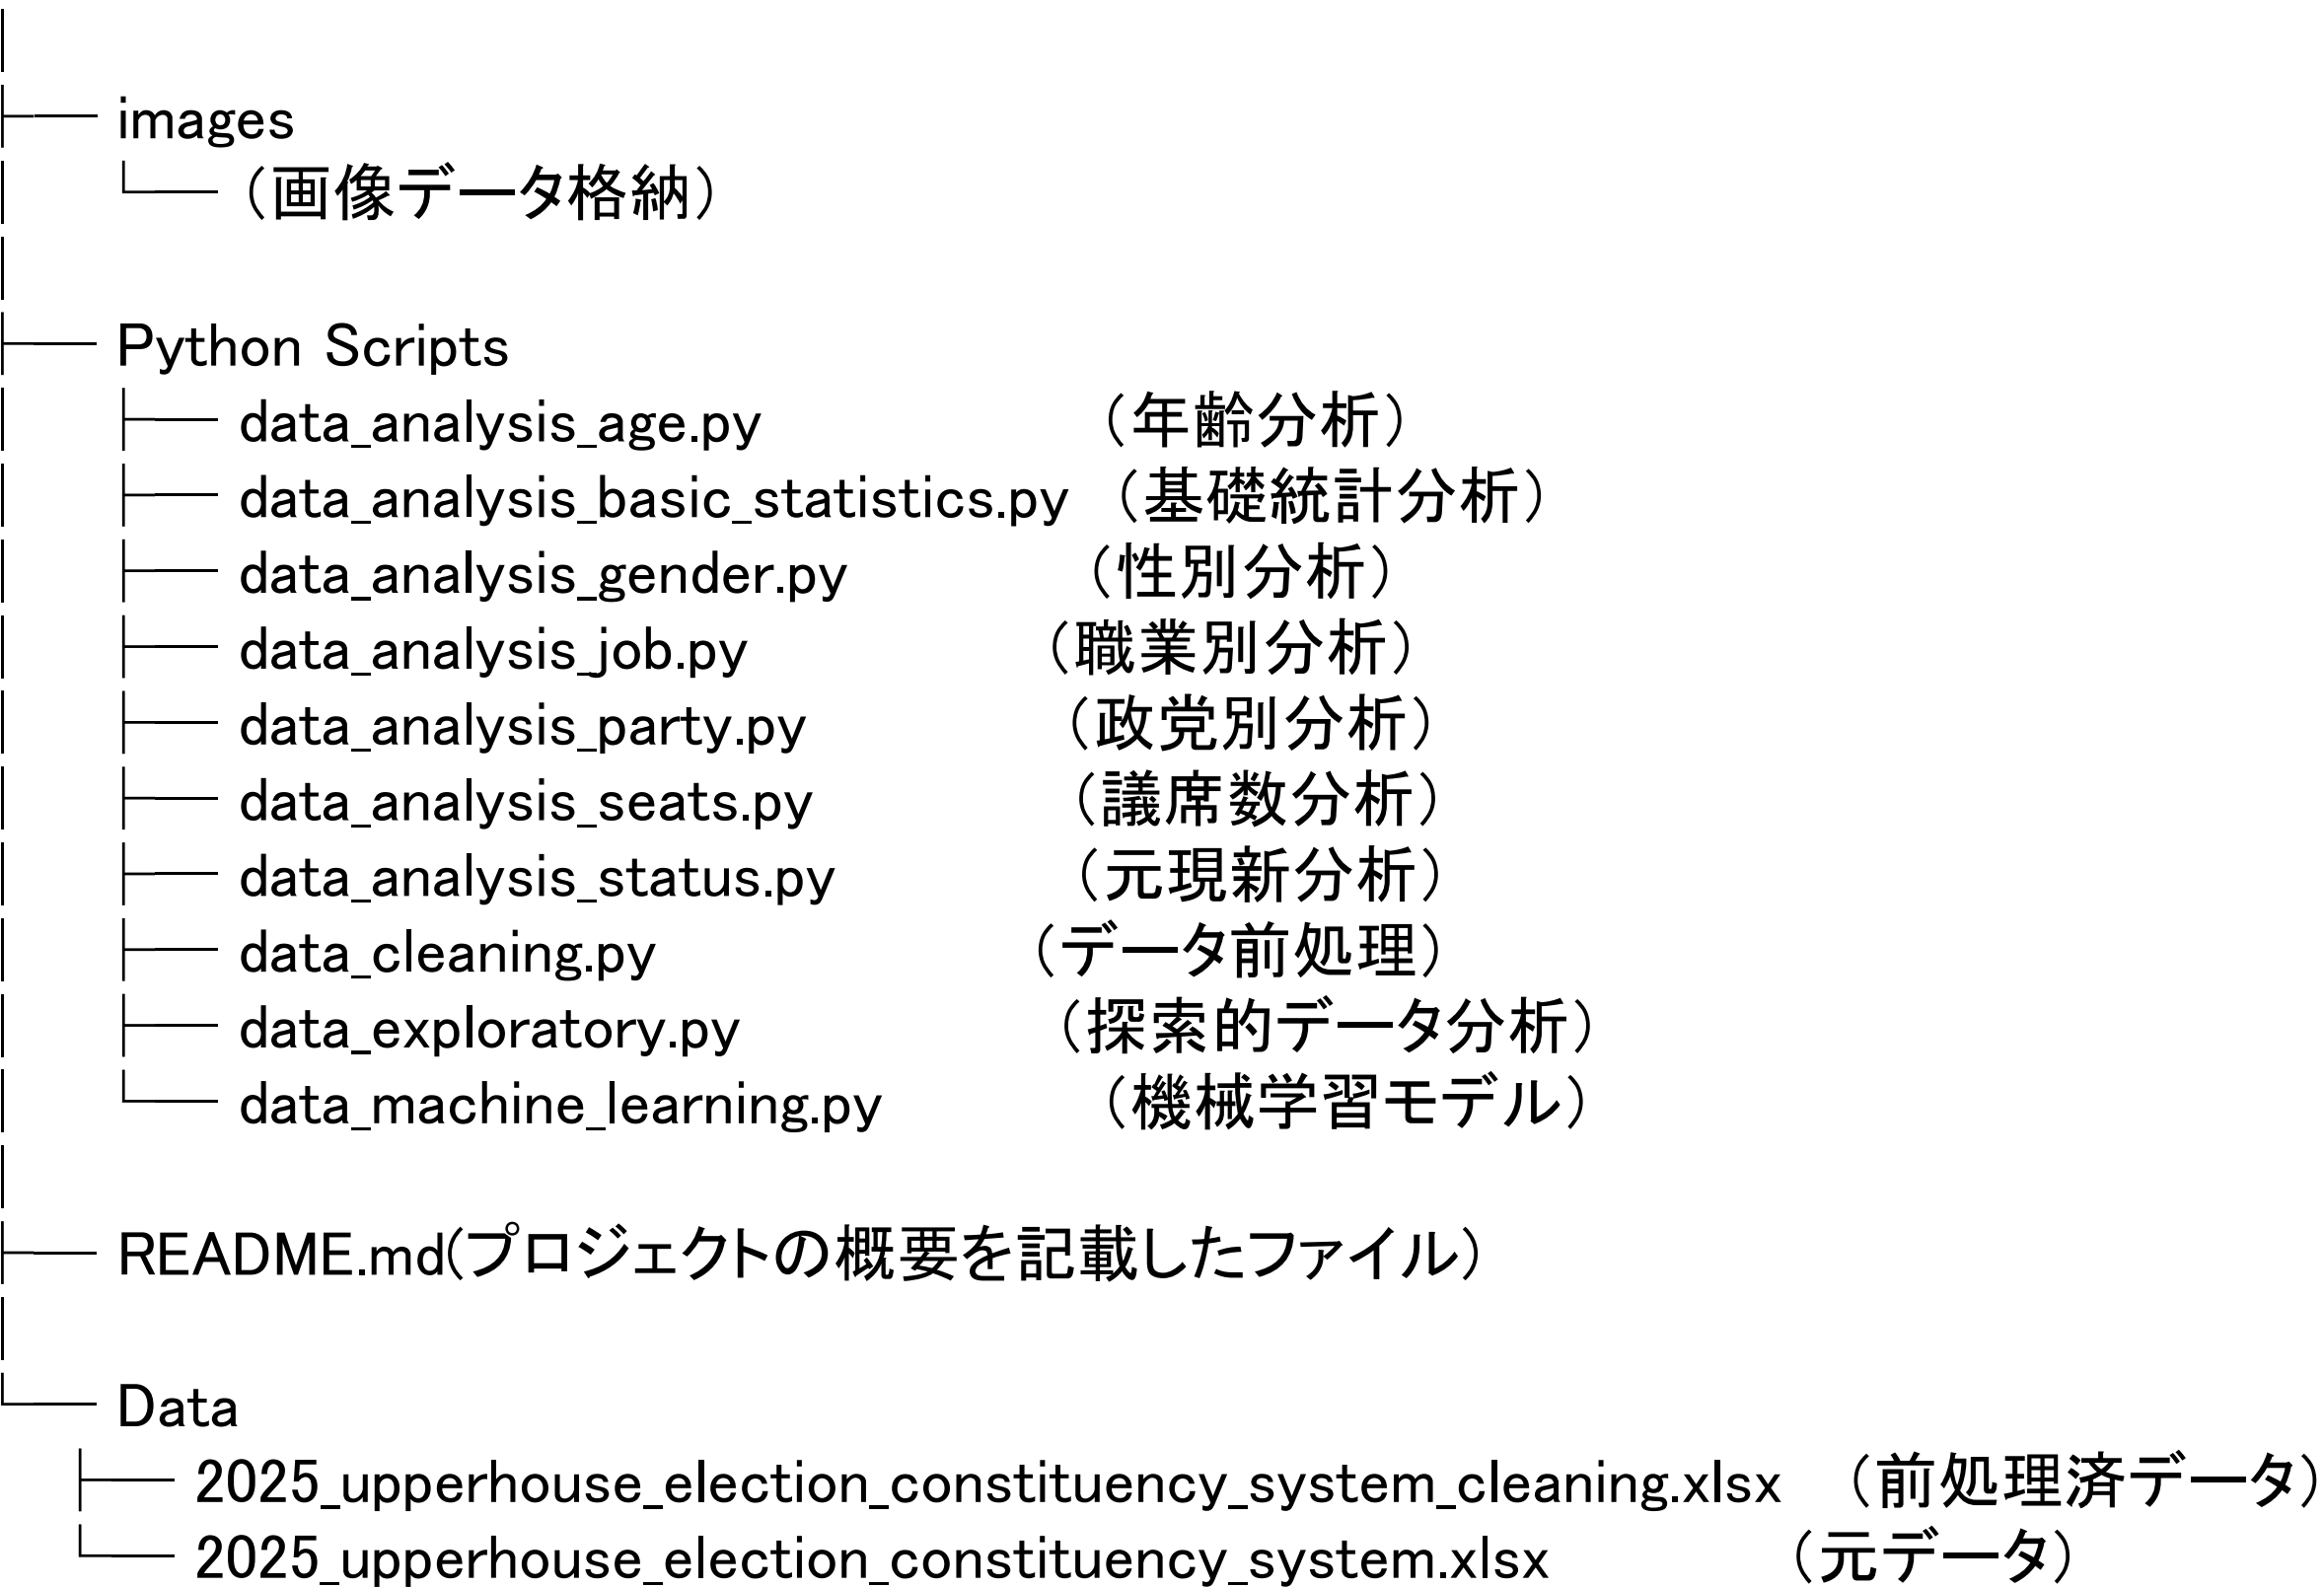 │
├── images
│   └── （画像データ格納）
│
├── Python Scripts
│   ├── data_analysis_age.py （年齢分析）
│   ├── data_analysis_basic_statistics.py （基礎統計分析）
│   ├── data_analysis_gender.py （性別分析）
│   ├── data_analysis_job.py （職業別分析）
│   ├── data_analysis_party.py （政党別分析）
│   ├── data_analysis_seats.py （議席数分析）
│   ├── data_analysis_status.py （元現新分析）
│   ├── data_cleaning.py （データ前処理）
│   ├── data_exploratory.py （探索的データ分析）
│   └── data_machine_learning.py （機械学習モデル）
│
├── README.md(プロジェクトの概要を記載したファイル）
│
└── Data
    ├── 2025_upperhouse_election_constituency_system_cleaning.xlsx （前処理済データ）
    └── 2025_upperhouse_election_constituency_system.xlsx （元データ）